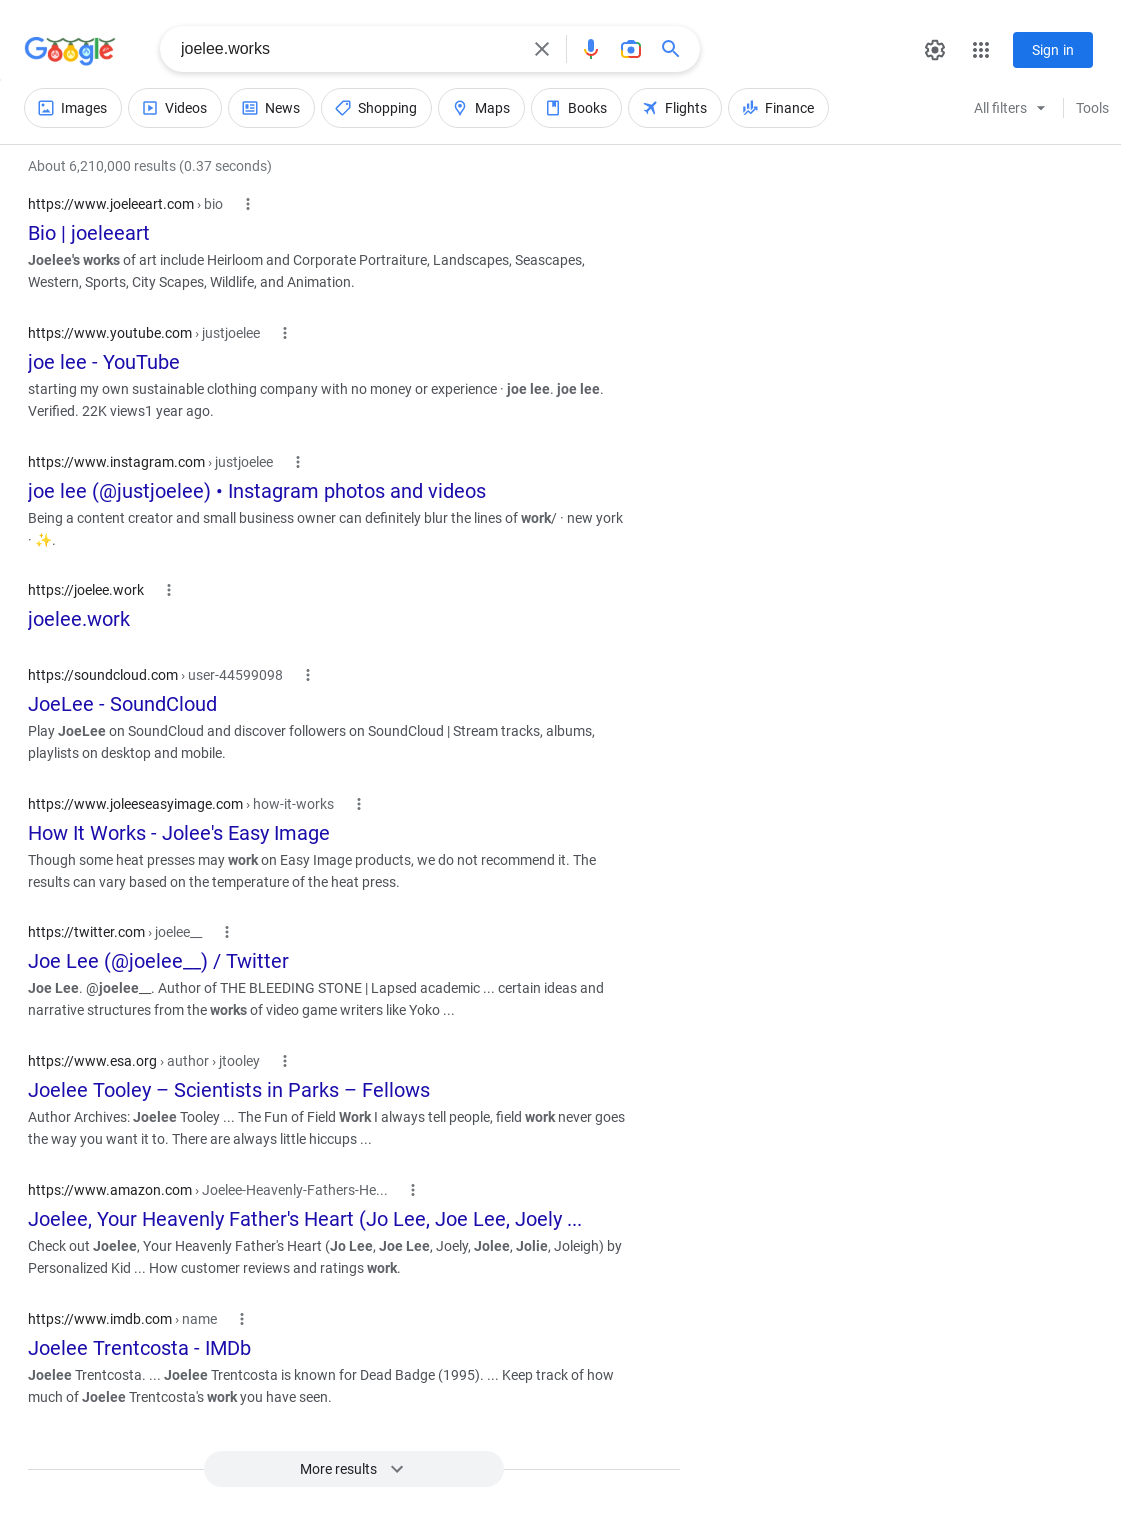 Google
joelee.works
Sign in
Images Videos News Shopping Maps Books Flights Finance All filters Tools
About 6,210,000 results (0.37 seconds)
https://www.joeleeart.com › bio
Bio | joeleeart
Joelee's works of art include Heirloom and Corporate Portraiture, Landscapes, Seascapes,
Western, Sports, City Scapes, Wildlife, and Animation.
https://www.youtube.com › justjoelee
joe lee - YouTube
starting my own sustainable clothing company with no money or experience · joe lee. joe lee.
Verified. 22K views1 year ago.
https://www.instagram.com › justjoelee
joe lee (@justjoelee) • Instagram photos and videos
Being a content creator and small business owner can definitely blur the lines of work/ · new york
· ✨.
https://joelee.work
joelee.work
https://soundcloud.com › user-44599098
JoeLee - SoundCloud
Play JoeLee on SoundCloud and discover followers on SoundCloud | Stream tracks, albums,
playlists on desktop and mobile.
https://www.joleeseasyimage.com › how-it-works
How It Works - Jolee's Easy Image
Though some heat presses may work on Easy Image products, we do not recommend it. The
results can vary based on the temperature of the heat press.
https://twitter.com › joelee__
Joe Lee (@joelee__) / Twitter
Joe Lee. @joelee__. Author of THE BLEEDING STONE | Lapsed academic ... certain ideas and
narrative structures from the works of video game writers like Yoko ...
https://www.esa.org › author › jtooley
Joelee Tooley – Scientists in Parks – Fellows
Author Archives: Joelee Tooley ... The Fun of Field Work I always tell people, field work never goes
the way you want it to. There are always little hiccups ...
https://www.amazon.com › Joelee-Heavenly-Fathers-He...
Joelee, Your Heavenly Father's Heart (Jo Lee, Joe Lee, Joely ...
Check out Joelee, Your Heavenly Father's Heart (Jo Lee, Joe Lee, Joely, Jolee, Jolie, Joleigh) by
Personalized Kid ... How customer reviews and ratings work.
https://www.imdb.com › name
Joelee Trentcosta - IMDb
Joelee Trentcosta. ... Joelee Trentcosta is known for Dead Badge (1995). ... Keep track of how
much of Joelee Trentcosta's work you have seen.
More results